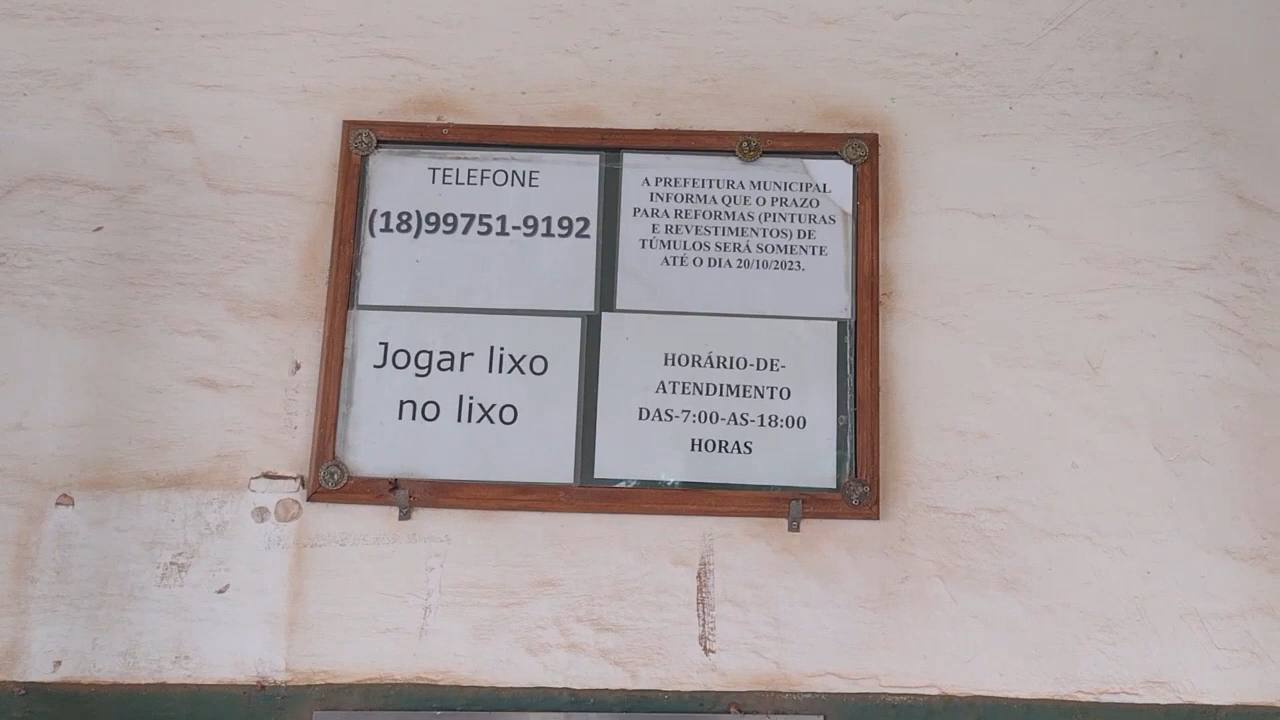 TELEFONE
(18)99751-9192
A PREFEITURA MUNICIPAL
INFORMA QUE O PRAZO
PARA REFORMAS (PINTURAS
E REVESTIMENTOS) DE
TÚMULOS SERÁ SOMENTE
ATÉ O DIA 20/10/2023.
Jogar lixo
no lixo
HORÁRIO-DE-
ATENDIMENTO
DAS-7:00-AS-18:00
HORAS